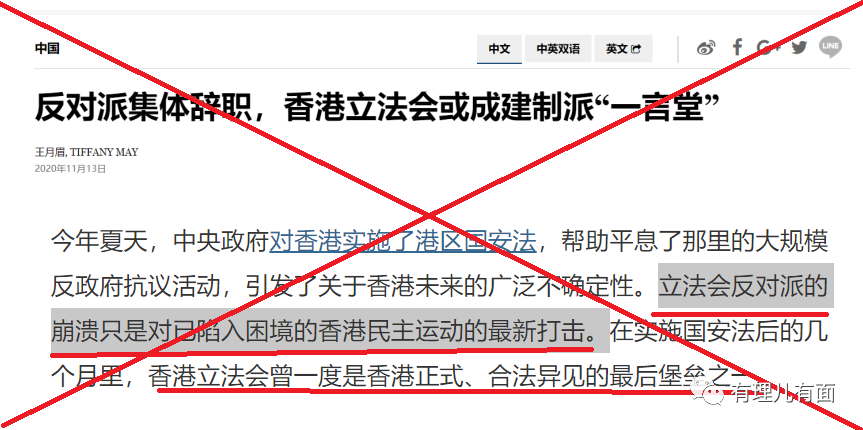 中国
中文 中英双语 英文 G+ LINE
反对派集体辞职，香港立法会或成建制派“一言堂”
王月眉, TIFFANY MAY
2020年11月13日
今年夏天，中央政府对香港实施了港区国安法，帮助平息了那里的大规模
反政府抗议活动，引发了关于香港未来的广泛不确定性。立法会反对派的
崩溃只是对已陷入困境的香港民主运动的最新打击。在实施国安法后的几
个月里，香港立法会曾一度是香港正式、合法异见的最后堡垒之一
有理儿有面